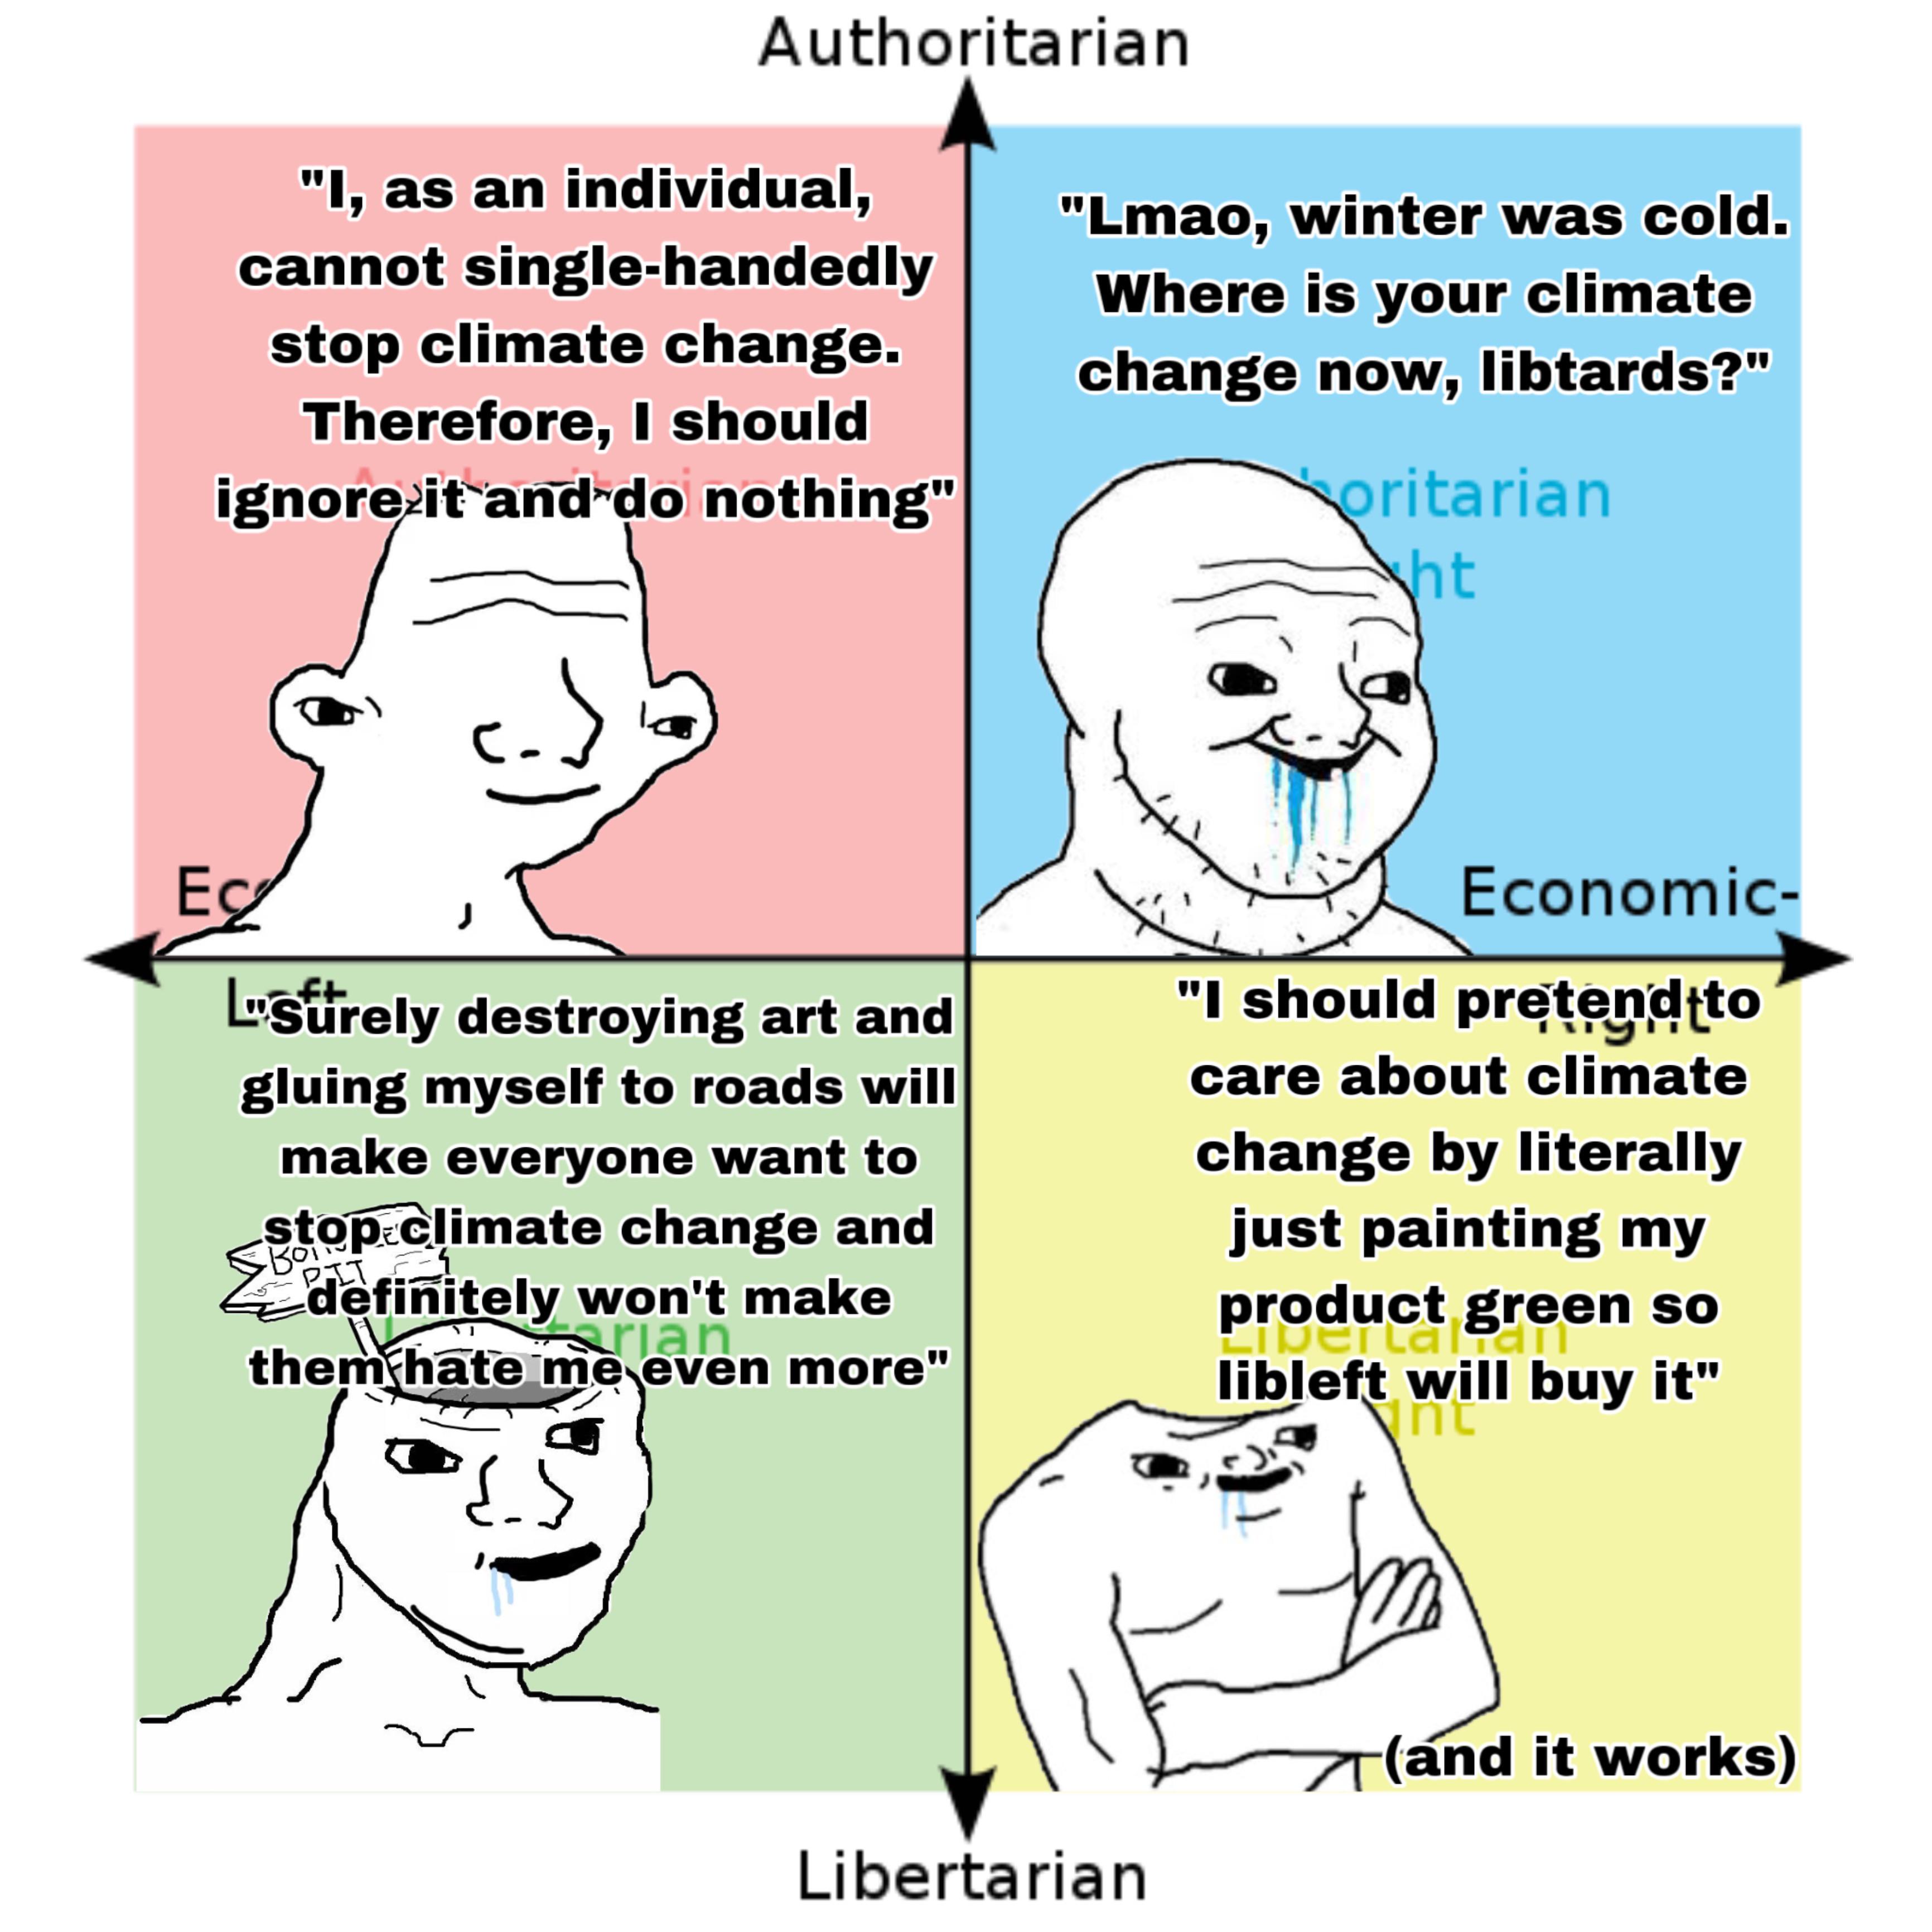 Authoritarian
"I, as an individual,
cannot single-handedly
stop climate change.
Therefore, I should
ignore it and do nothing"
"Lmao, winter was cold.
Where is your climate
change now, libtards?"
Economic-
Left
"Surely destroying art and
gluing myself to roads will
make everyone want to
stop climate change and
definitely won't make
them hate me even more"
PIT
Right
"I should pretend to
care about climate
change by literally
just painting my
product green so
libleft will buy it"
Libertarian
(and it works)
Libertarian